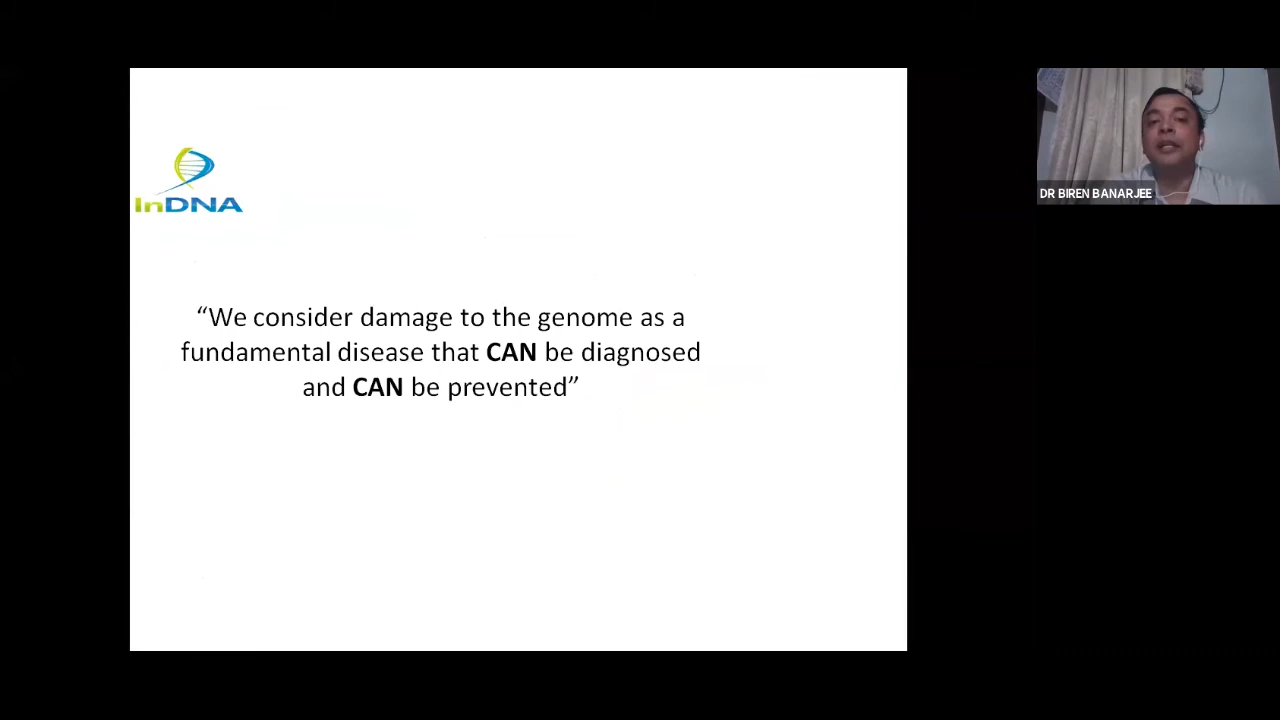 InDNA
“We consider damage to the genome as a
fundamental disease that CAN be diagnosed
and CAN be prevented”
DR BIREN BANARJEE